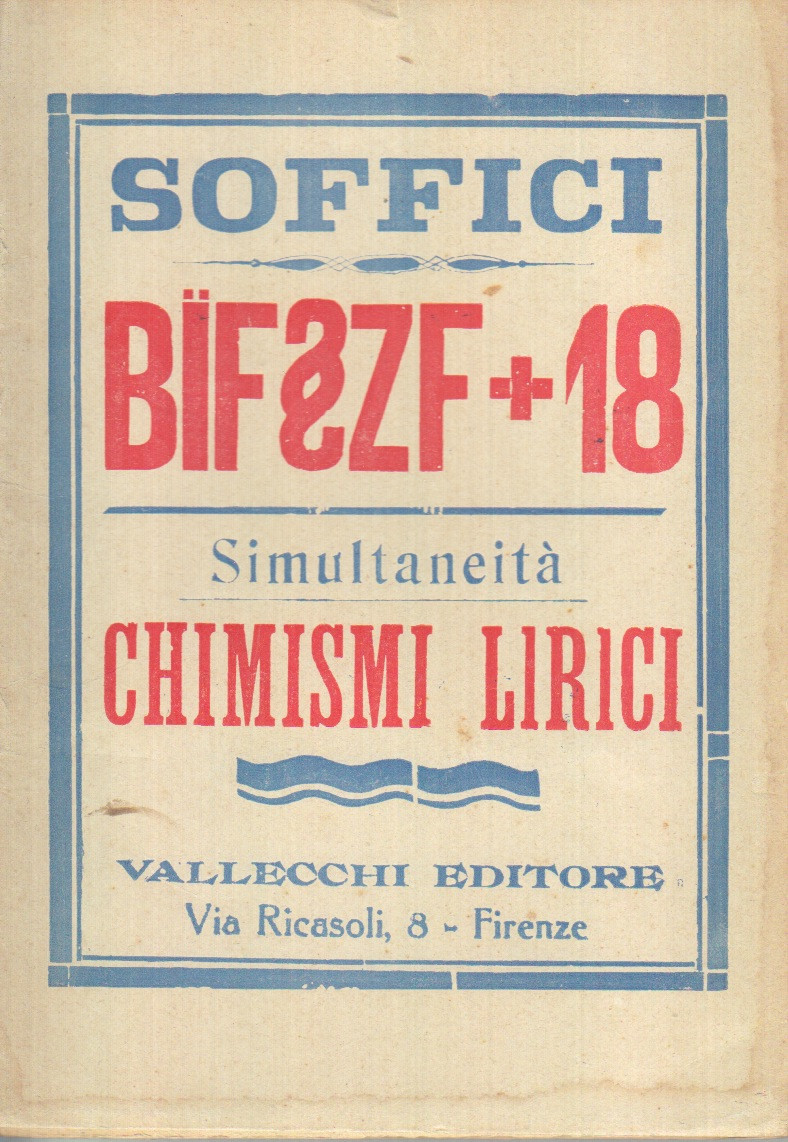 SOFFICI
BÏF§ZF+18
Simultaneità
CHIMISMI LIRICI
VALLECCHI EDITORE
Via Ricasoli, 8 - Firenze